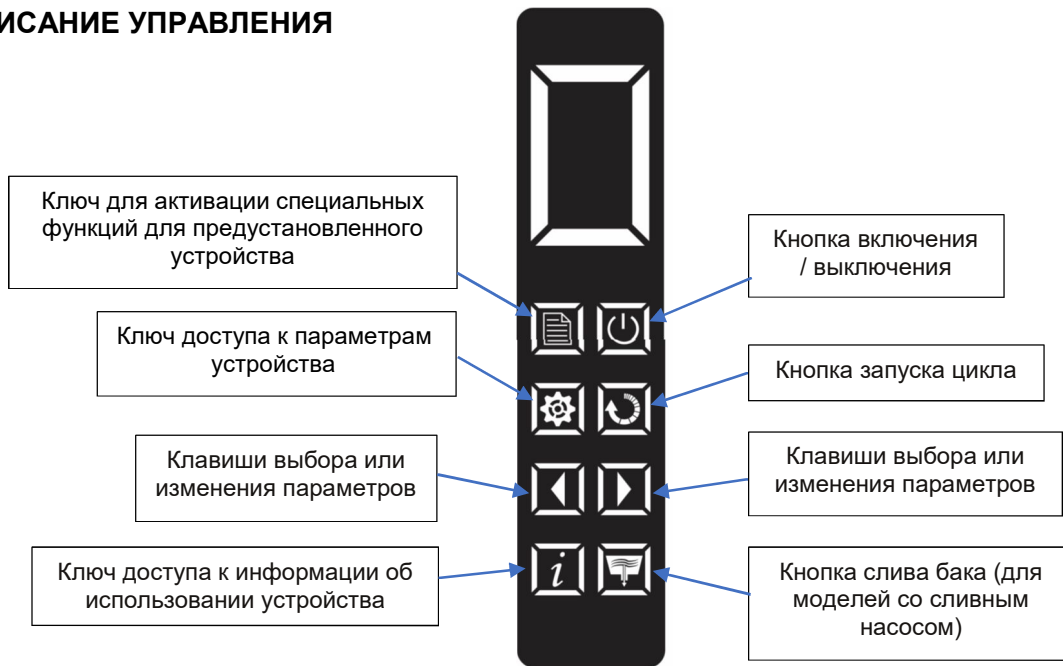 ИСАНИЕ УПРАВЛЕНИЯ
Ключ для активации специальных
функций для предустановленного
устройства
Кнопка включения
/ выключения
Ключ доступа к параметрам
устройства
Кнопка запуска цикла
Клавиши выбора или
изменения параметров
Клавиши выбора или
изменения параметров
i
Ключ доступа к информации об
использовании устройства
Кнопка слива бака (для
моделей со сливным
насосом)